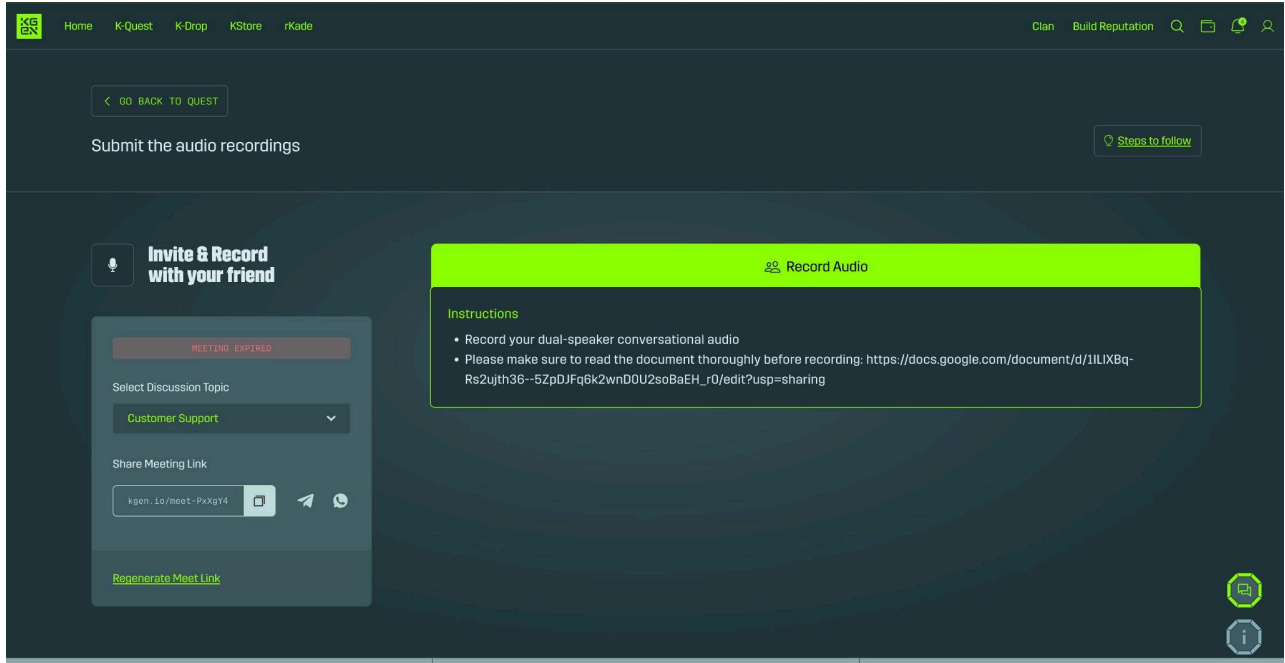 KG
EN
Home K-Quest K-Drop KStore rKade
Clan Build Reputation
4
GO BACK TO QUEST
Submit the audio recordings
Steps to follow
Invite & Record
with your friend
MEETING EXPIRED
Select Discussion Topic
Customer Support
Share Meeting Link
kgen.io/meet-PxXgY4
Regenerate Meet Link
Record Audio
Instructions
• Record your dual-speaker conversational audio
• Please make sure to read the document thoroughly before recording: https://docs.google.com/document/d/1ILIXBq-
Rs2ujth36--5ZpDJFq6k2wnD0U2soBaEH_r0/edit?usp=sharing